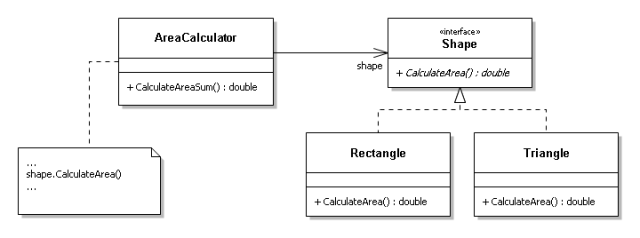 AreaCalculator
+ CalculateAreaSum() : double
shape
«interface»
Shape
+ CalculateArea() : double
...
shape.CalculateArea()
...
Rectangle
+ CalculateArea() : double
Triangle
+ CalculateArea() : double